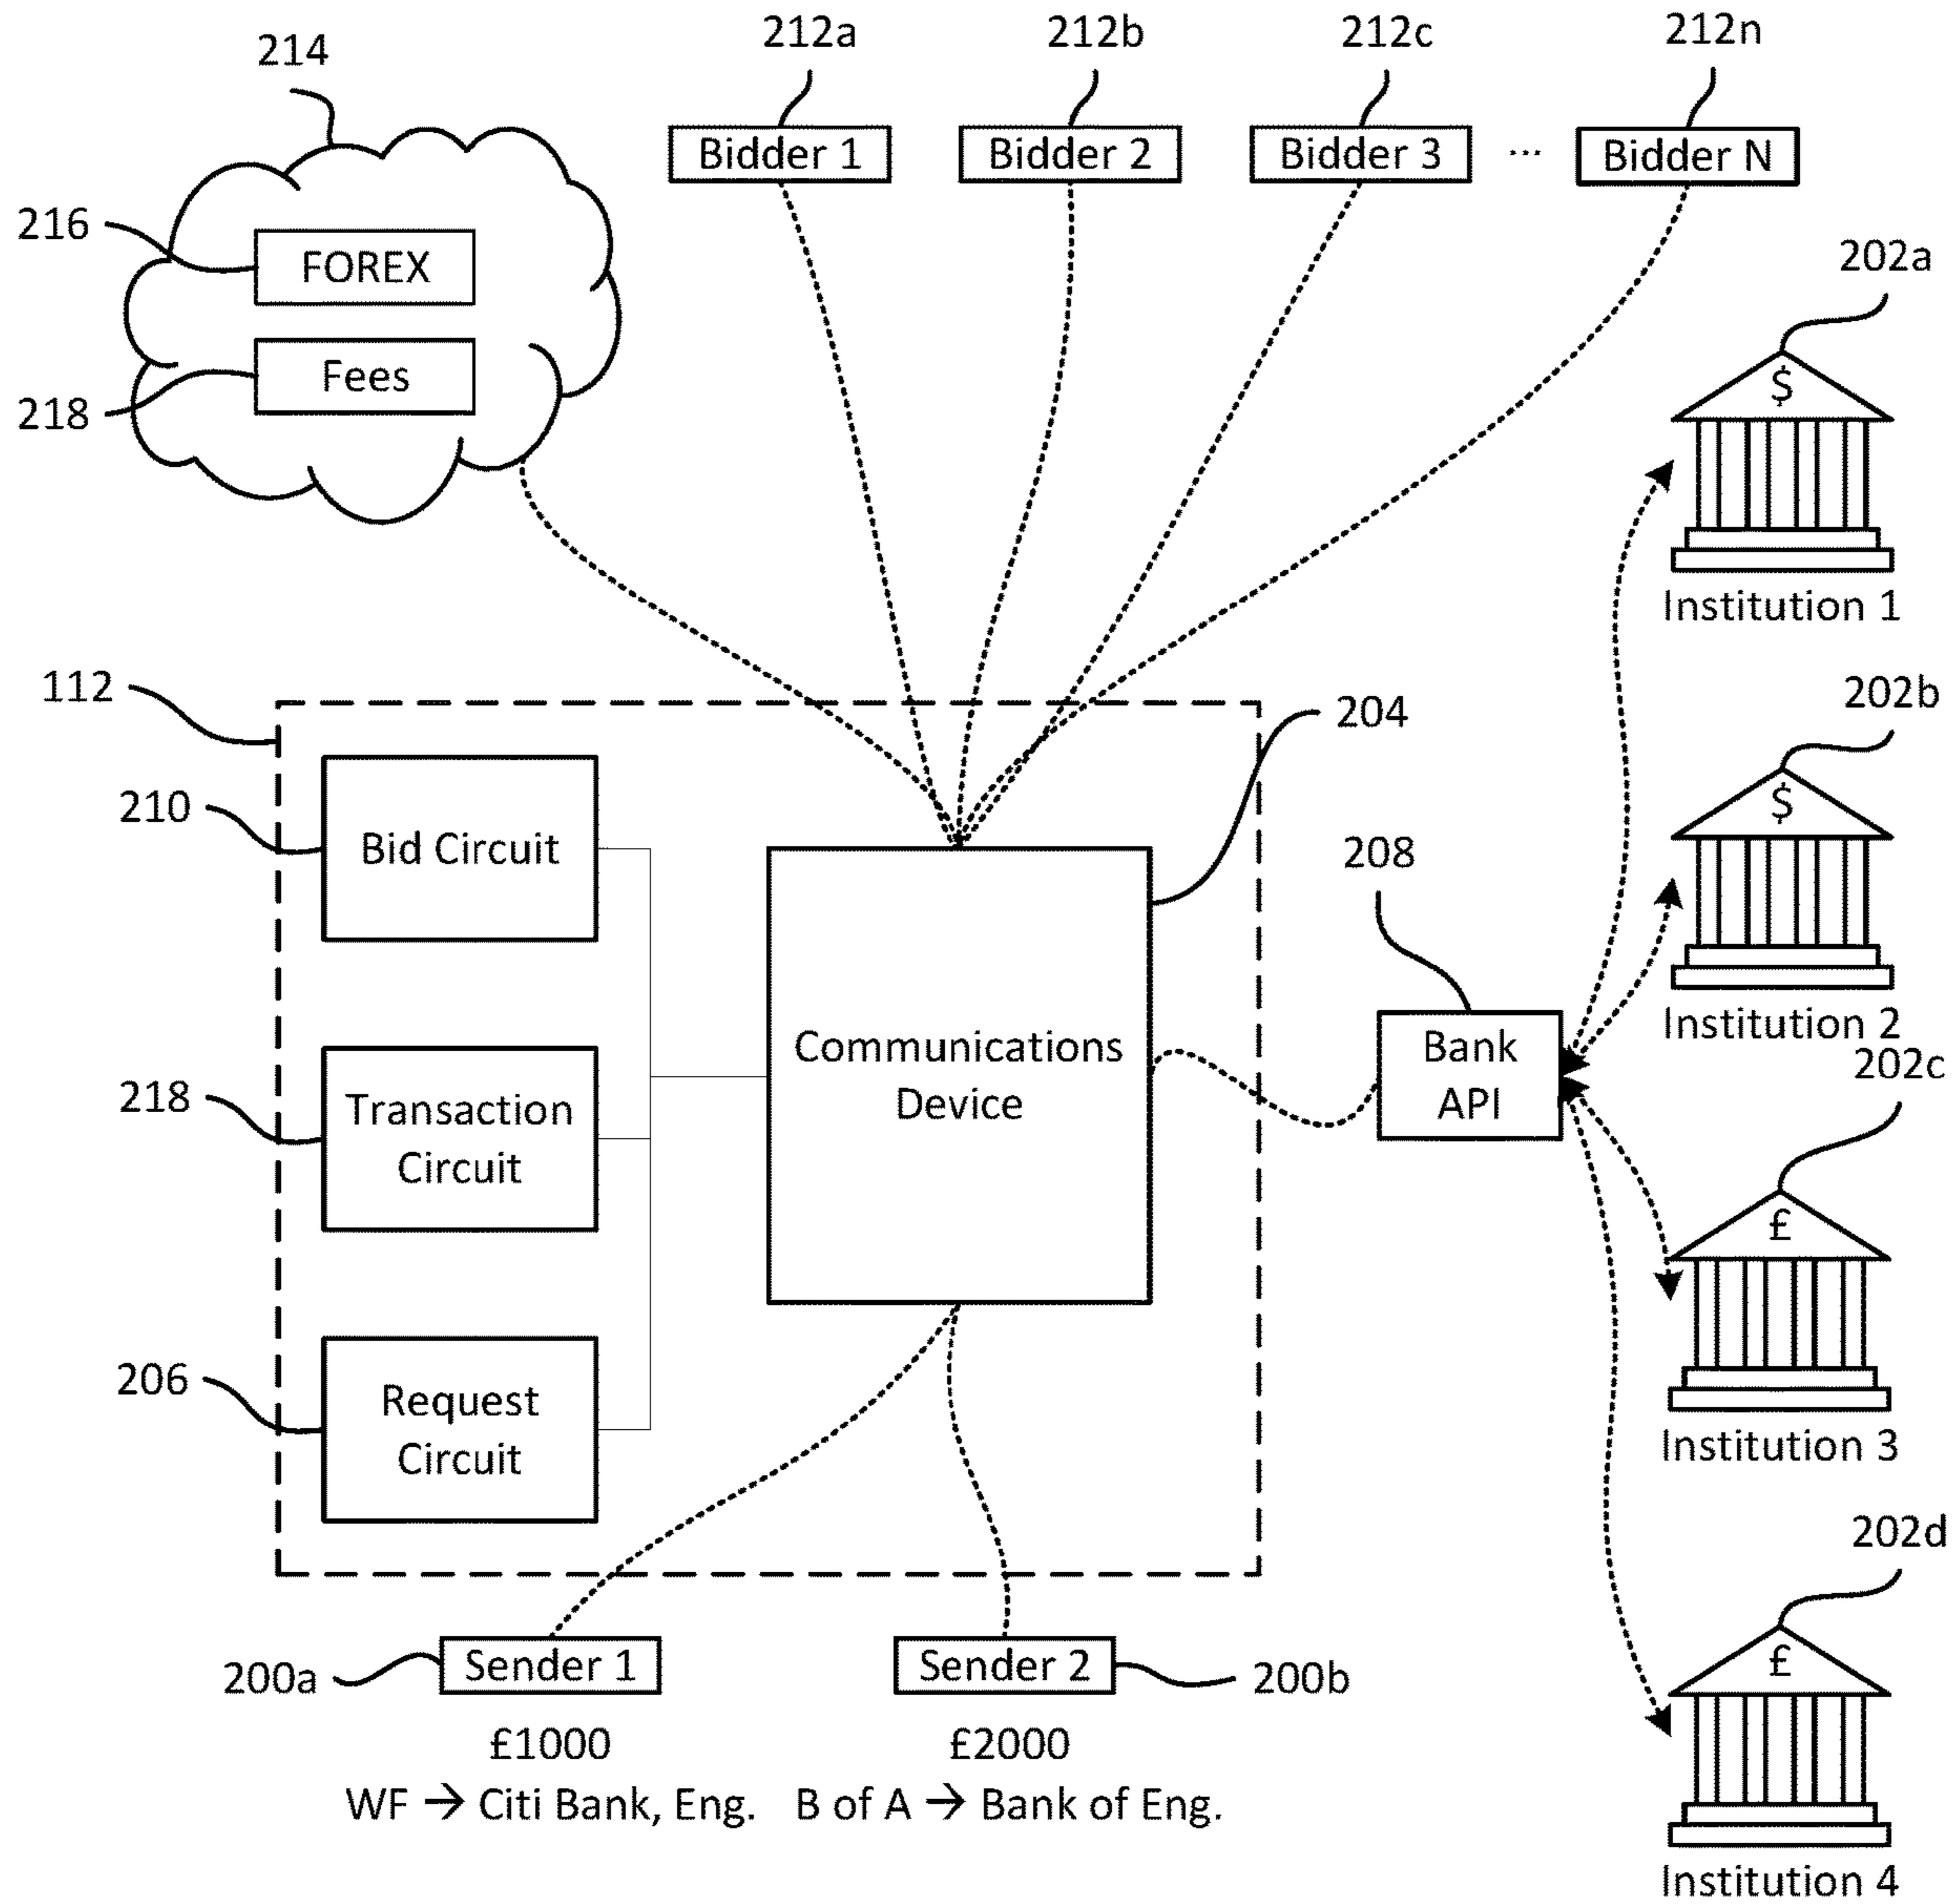 214
212a
212b
212c
212n
Bidder 1
Bidder 2
Bidder 3
...
Bidder N
216
FOREX
218
Fees
202a
$
Institution 1
112
204
202b
$
Institution 2
210
Bid Circuit
208
Communications
Device
Bank
API
218
Transaction
Circuit
202c
£
Institution 3
206
Request
Circuit
202d
£
Institution 4
200a
Sender 1
Sender 2
200b
£1000
£2000
WF → Citi Bank, Eng.
B of A → Bank of Eng.